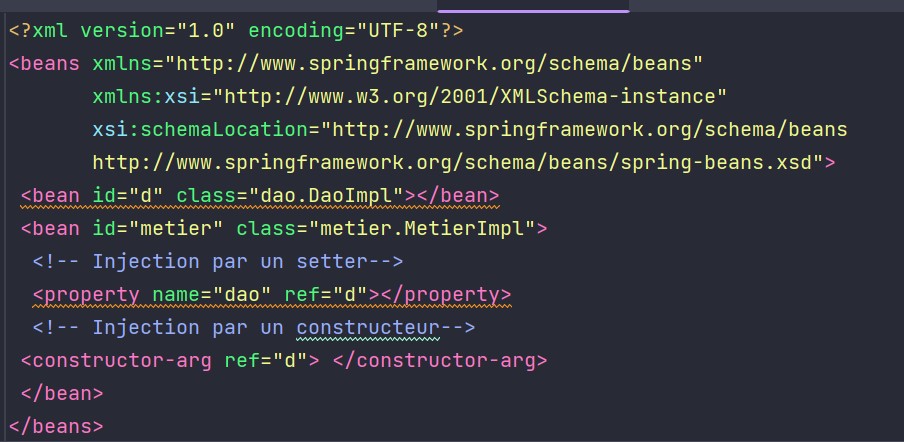 <?xml version="1.0" encoding="UTF-8"?>
<beans xmlns="http://www.springframework.org/schema/beans"
xmlns:xsi="http://www.w3.org/2001/XMLSchema-instance"
xsi:schemaLocation="http://www.springframework.org/schema/beans
http://www.springframework.org/schema/beans/spring-beans.xsd">
<bean id="d" class="dao.DaoImpl"></bean>
<bean id="metier" class="metier.MetierImpl">
<!-- Injection par un setter-->
<property name="dao" ref="d"></property>
<!-- Injection par un constructeur-->
<constructor-arg ref="d"> </constructor-arg>
</bean>
</beans>